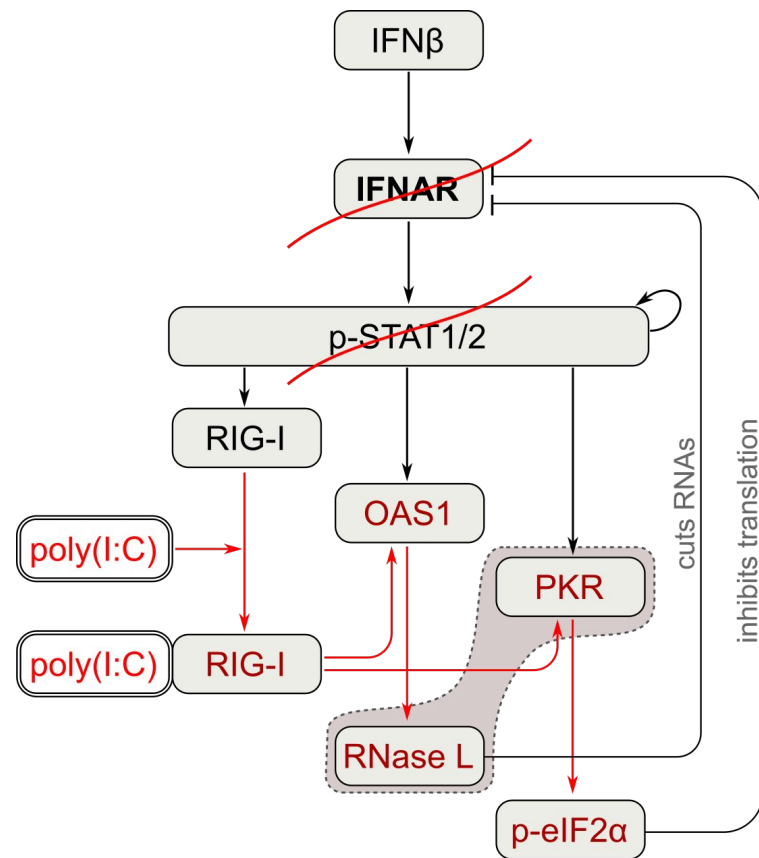 IFNβ
IFNAR
p-STAT1/2
RIG-I
OAS1
poly(I:C)
PKR
poly(I:C)
RIG-I
RNase L
p-eIF2α
cuts RNAs
inhibits translation